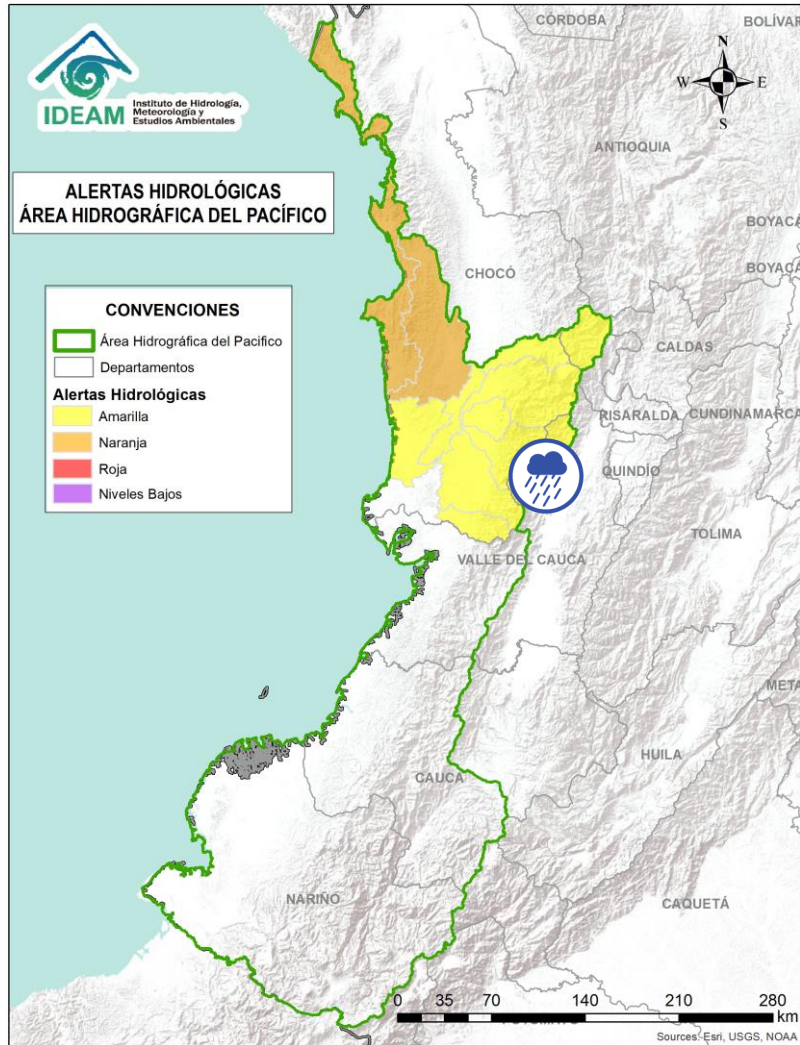 CÓRDOBA
BOLÍVAR
IDEAM
Instituto de Hidrología,
Meteorología y
Estudios Ambientales
N
W
E
S
ANTIOQUIA
ALERTAS HIDROLÓGICAS
ÁREA HIDROGRÁFICA DEL PACÍFICO
BOYACÁ
BOYACÁ
CHOCÓ
CONVENCIONES
Área Hidrográfica del Pacifico
Departamentos
Alertas Hidrológicas
Amarilla
Naranja
Roja
Niveles Bajos
CALDAS
RISARALDA
CUNDINAMARCA
QUINDÍO
TOLIMA
VALLE DEL CAUCA
META
HUILA
CAUCA
NARIÑO
CAQUETÁ
0 35 70 140 210 280
km
Sources: Esri, USGS, NOAA